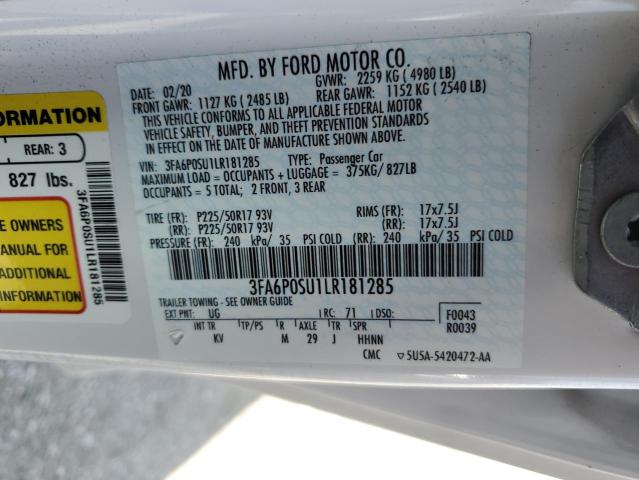 MFD. BY FORD MOTOR CO.
DATE: 02/20 GVWR: 2259 KG ( 4980 LB)
FRONT GAWR: 1127 KG ( 2485 LB) REAR GAWR: 1152 KG ( 2540 LB)
THIS VEHICLE CONFORMS TO ALL APPLICABLE FEDERAL MOTOR
VEHICLE SAFETY, BUMPER, AND THEFT PREVENTION STANDARDS
IN EFFECT ON THE DATE OF MANUFACTURE SHOWN ABOVE.
VIN: 3FA6P0SU1LR181285 TYPE: Passenger Car
MAXIMUM LOAD = OCCUPANTS + LUGGAGE = 375KG/ 827LB
OCCUPANTS = 5 TOTAL; 2 FRONT, 3 REAR
TIRE (FR): P225/50R17 93V RIMS (FR): 17x7.5J
(RR): P225/50R17 93V (RR): 17x7.5J
PRESSURE (FR): 240 kPa/ 35 PSI COLD (RR): 240 kPa/ 35 PSI COLD
3FA6P0SU1LR181285
TRAILER TOWING - SEE OWNER GUIDE
EXT PNT: UG RC: 71 DSO: F0043
R0039
INT TR TP/PS R AXLE TR SPR
KV M 29 J HHNN
CMC 5U5A-5420472-AA
FORMATION
REAR: 3
827 lbs.
E OWNERS
ANUAL FOR
ADDITIONAL
INFORMATION
3FA6P0SU1LR181285